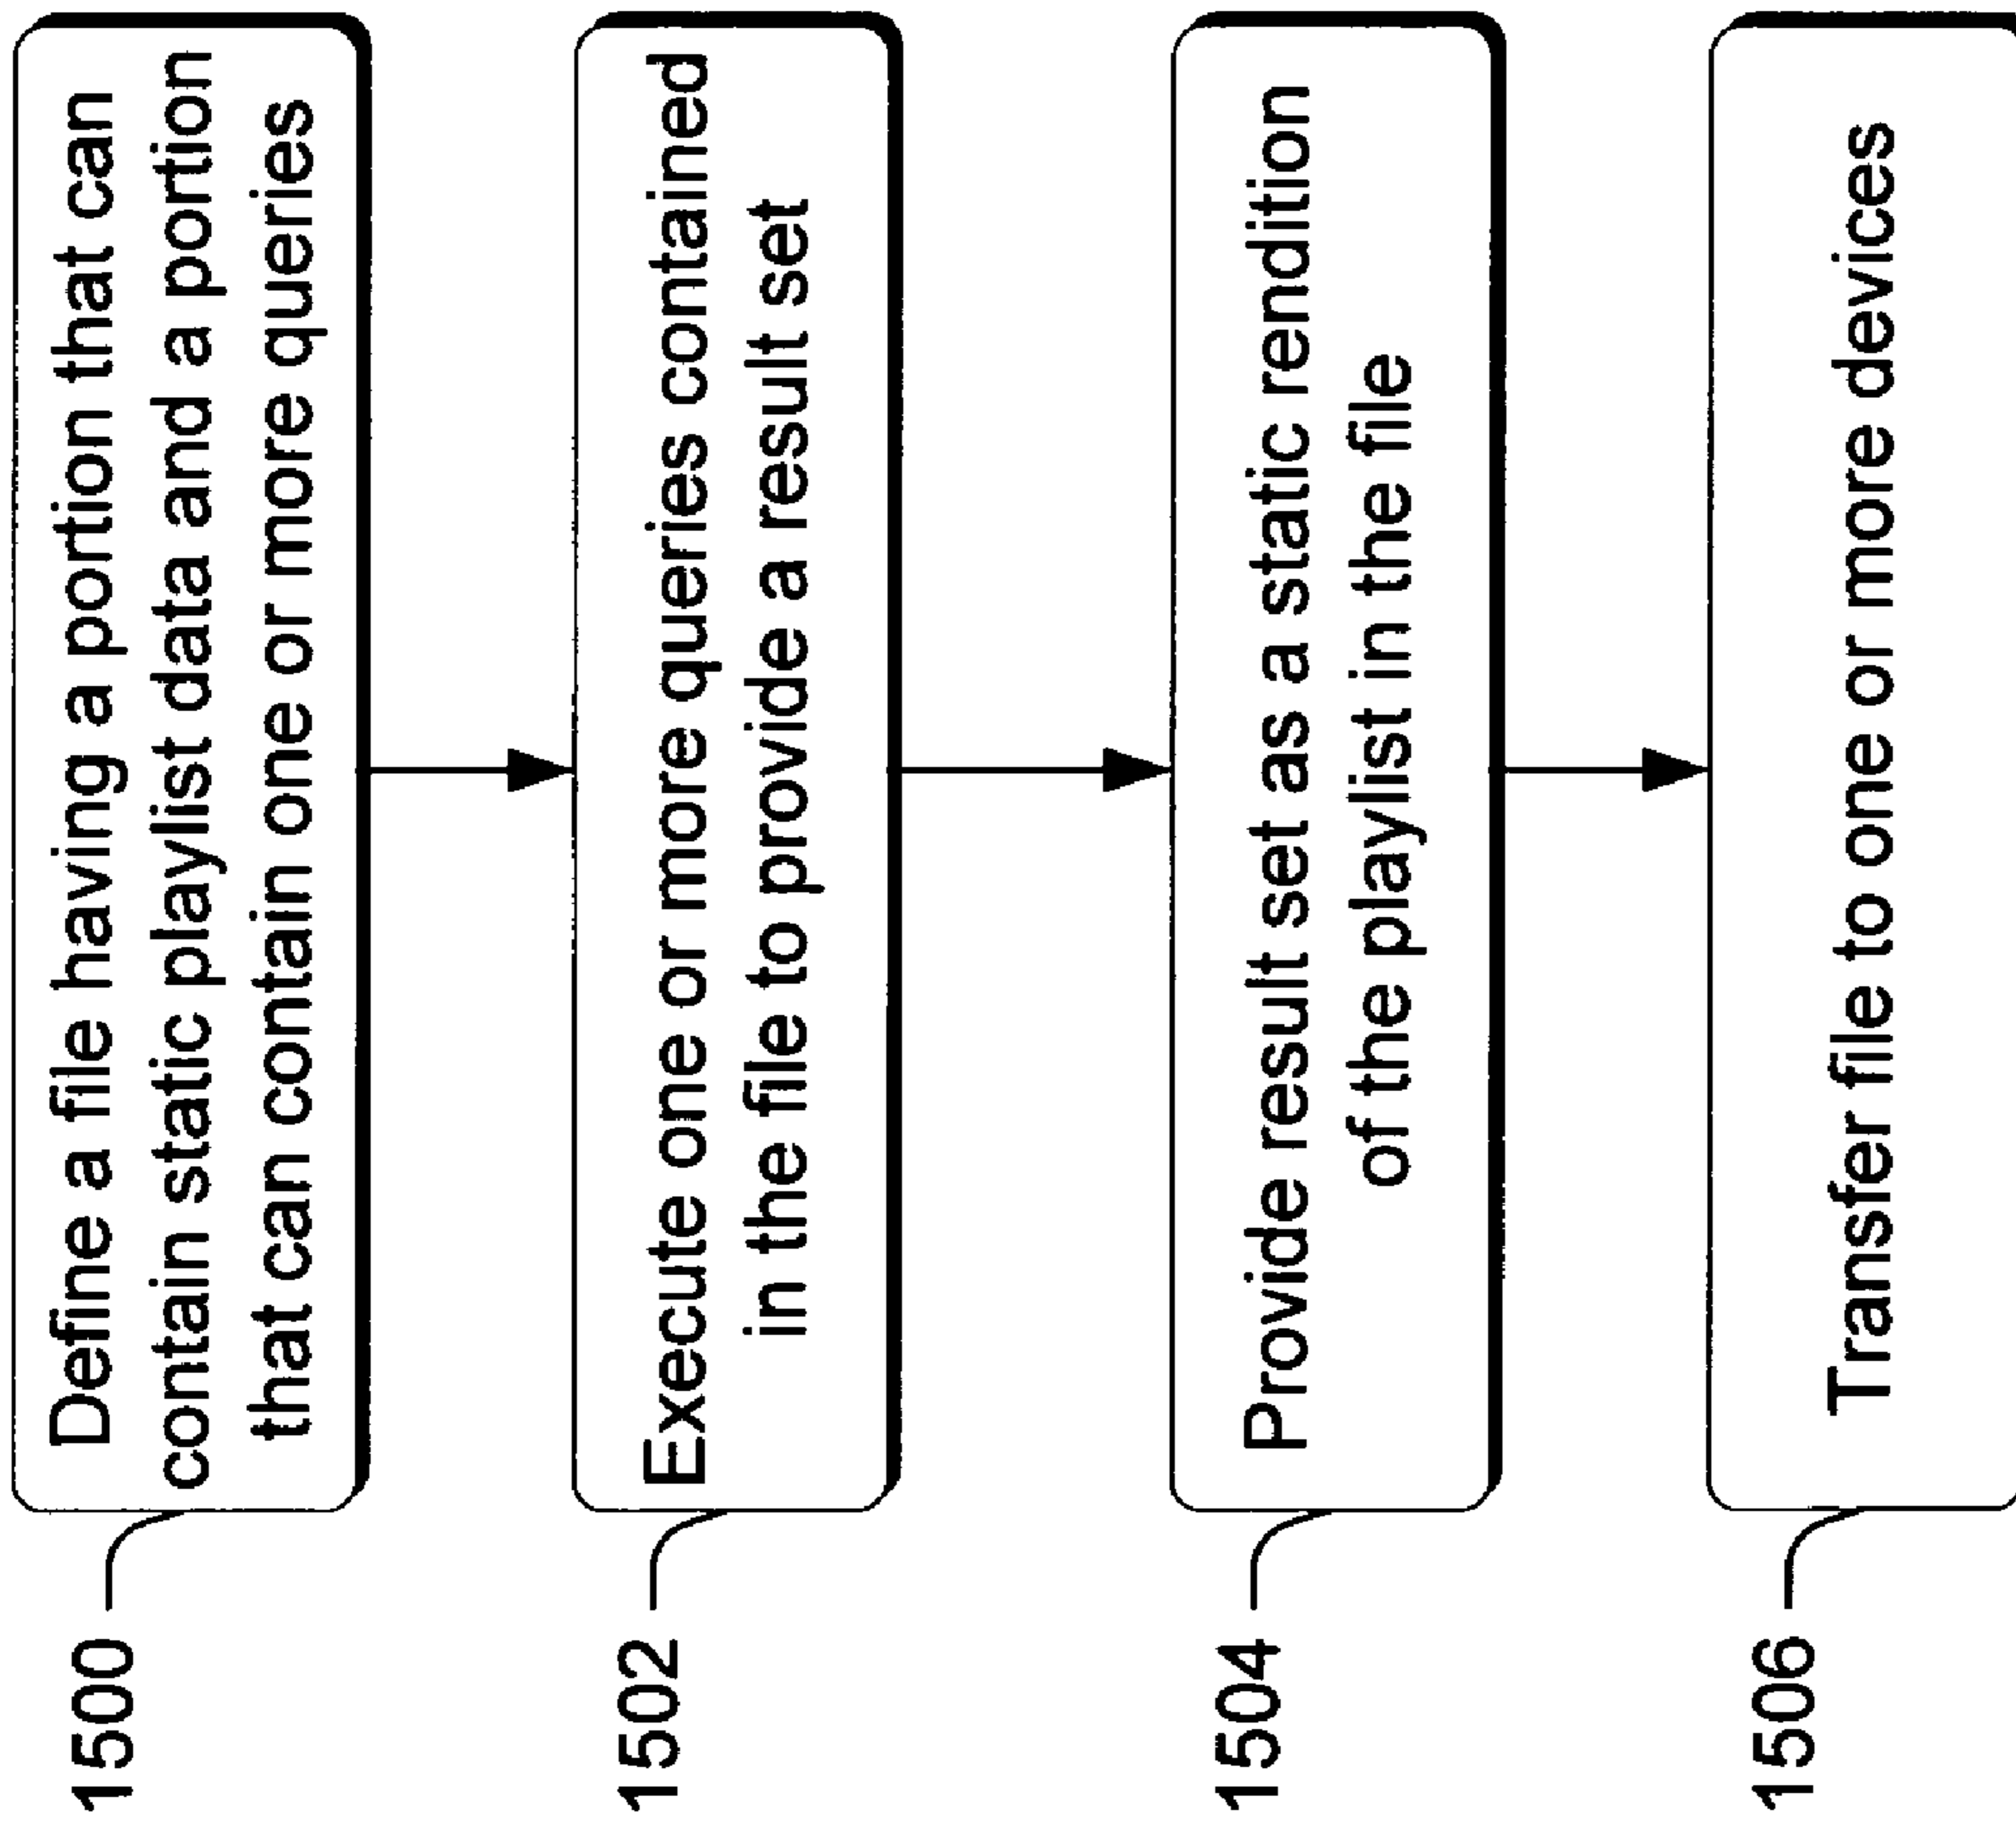 1500
Define a file having a portion that can
contain static playlist data and a portion
that can contain one or more queries
1502
Execute one or more queries contained
in the file to provide a result set
1504
Provide result set as a static rendition
of the playlist in the file
1506
Transfer file to one or more devices